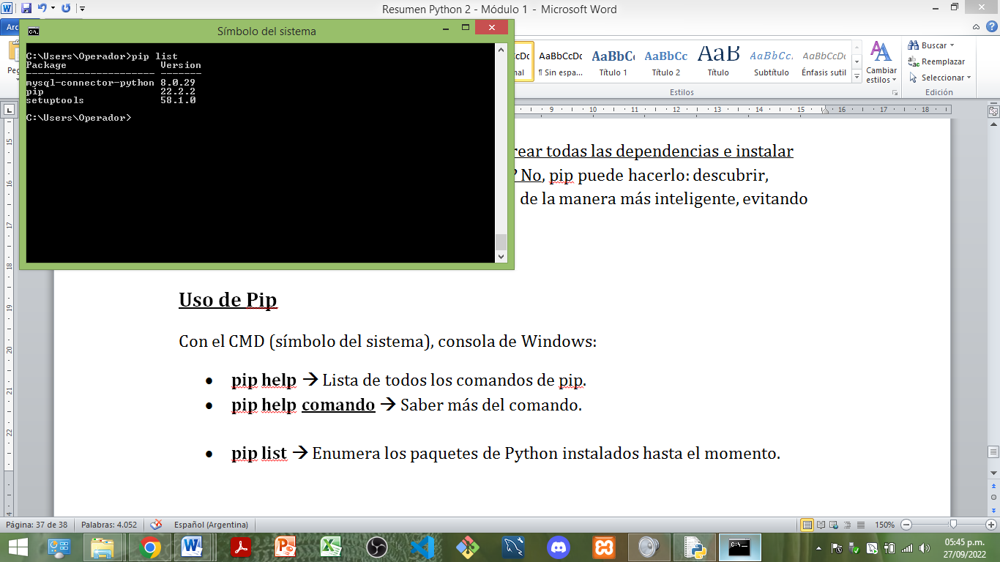 Resumen Python 2 - Módulo 1 - Microsoft Word
Símbolo del sistema
C:\Users\Operador>pip list
Package Version
------------------------ --------
mysql-connector-python 8.0.29
pip 22.2.2
setuptools 58.1.0
C:\Users\Operador>
AaBbCcDc AaBbC AaBbCc AaB AaBbCc. AaBbCcDc
¶ Sin espa... Título 1 Título 2 Título Subtítulo Énfasis sutil
Estilos
Cambiar
estilos
Buscar
Reemplazar
Seleccionar
Edición
9 10 11 12 13 14 15 16 17 18
15
16
17
18
19
20
21
22
rear todas las dependencias e instalar
? No, pip puede hacerlo: descubrir,
de la manera más inteligente, evitando
Uso de Pip
Con el CMD (símbolo del sistema), consola de Windows:
• pip help → Lista de todos los comandos de pip.
• pip help comando → Saber más del comando.
• pip list → Enumera los paquetes de Python instalados hasta el momento.
Página: 37 de 38 Palabras: 4.052 Español (Argentina) 150%
05:45 p.m.
27/09/2022